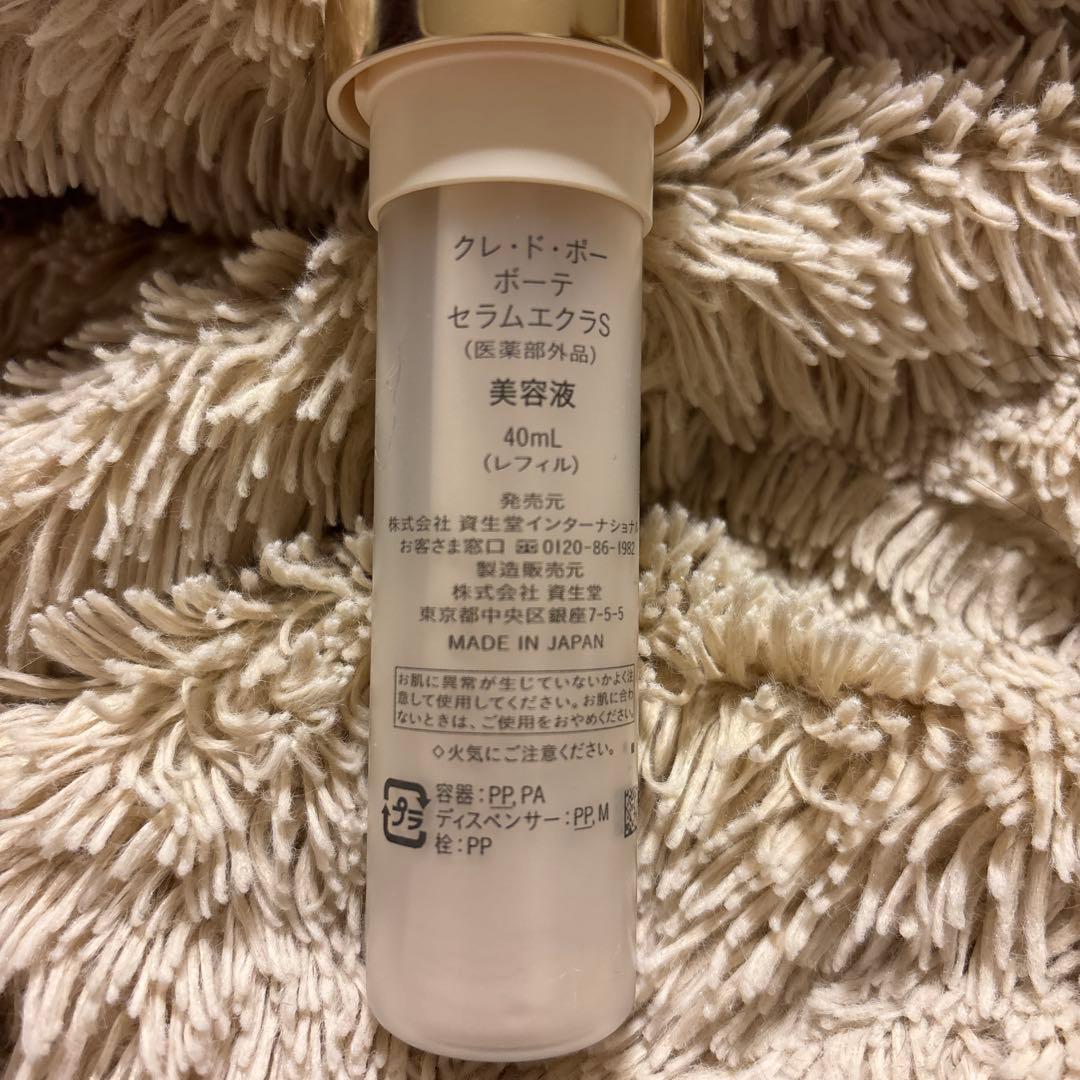 クレ・ド・ポー
ボーテ
セラムエクラS
(医薬部外品)
美容液
40mL
(レフィル)
発売元
株式会社 資生堂インターナショナル
お客さま窓口 0120-86-1982
製造販売元
株式会社 資生堂
東京都中央区銀座7-5-5
MADE IN JAPAN
お肌に異常が生じていないかよく注
意して使用してください。お肌に合わ
ないときは、ご使用をおやめください。
◇火気にご注意ください。
プラ
容器:PP,PA
ディスペンサー:PP,M
栓:PP